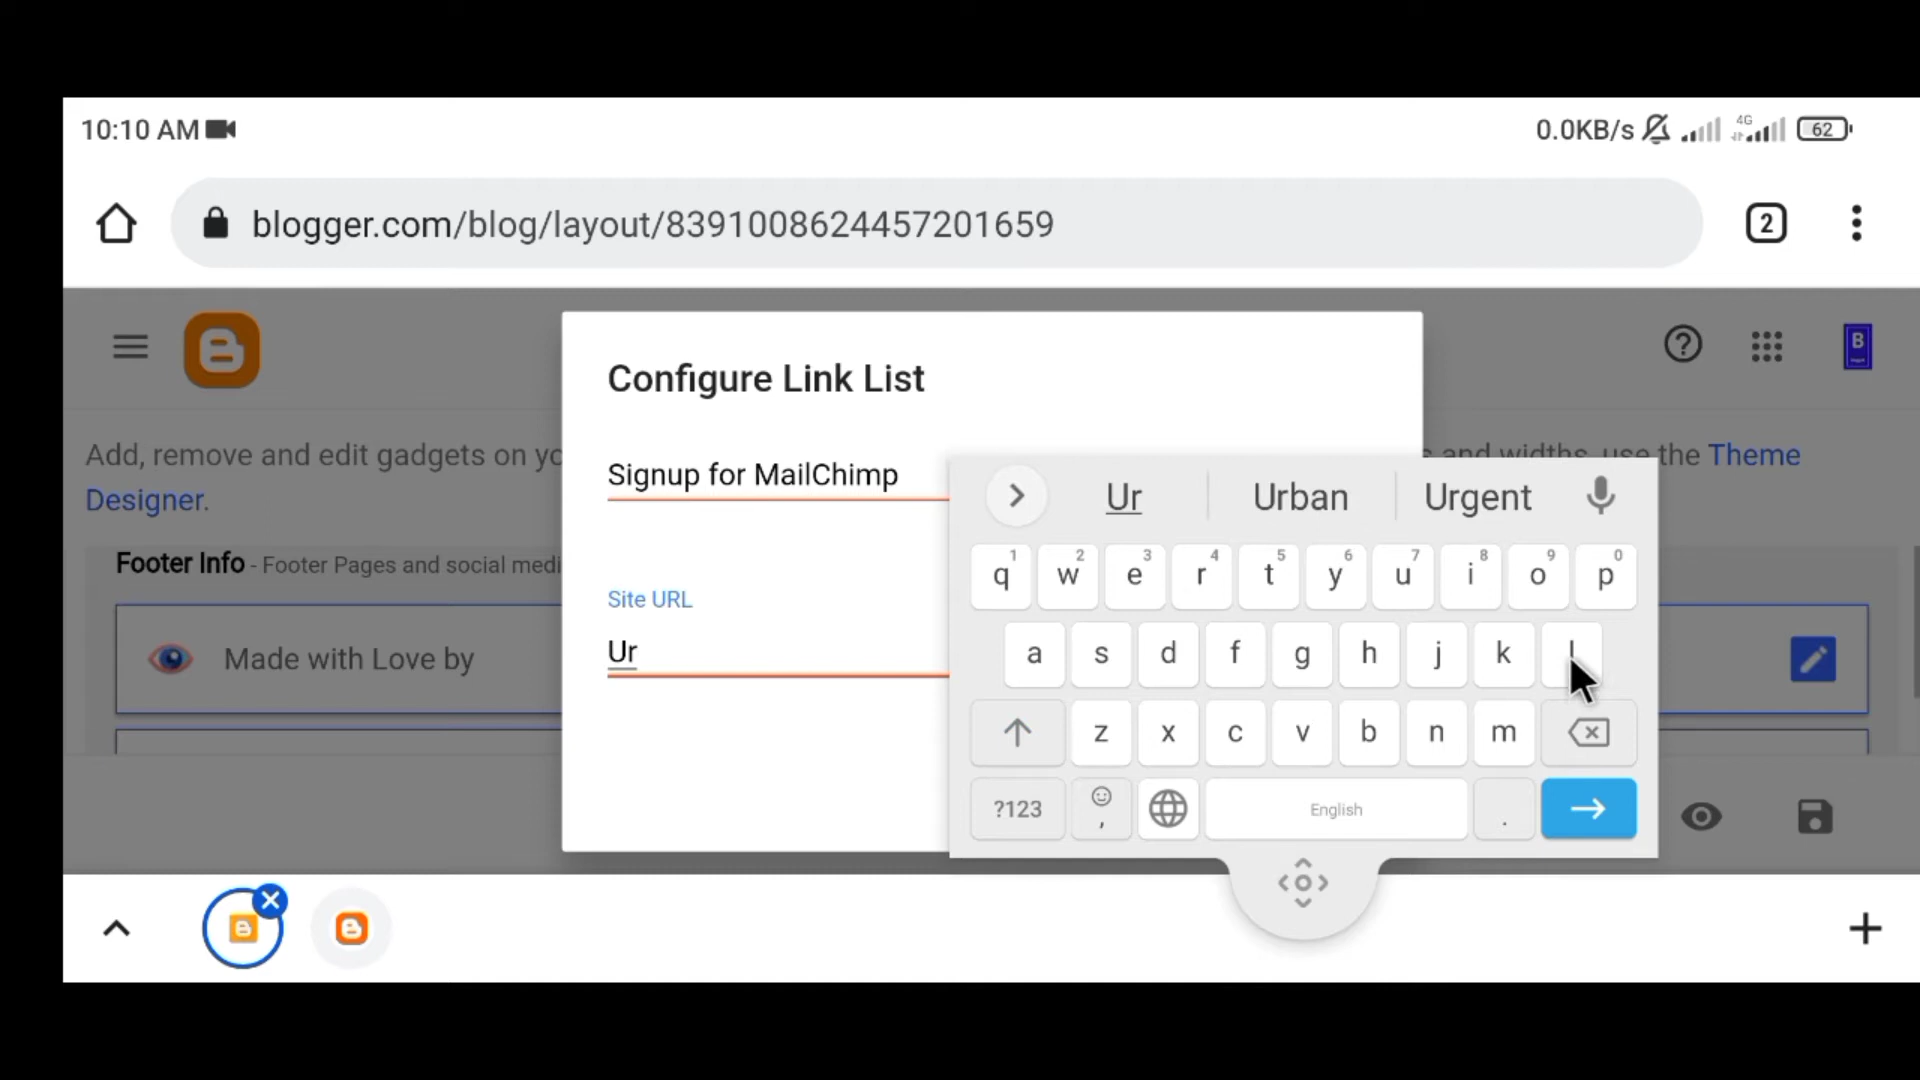 10:10 AM
0.0KB/s 4G 62
blogger.com/blog/layout/8391008624457201659
2
Configure Link List
Add, remove and edit gadgets on yo
s and widths, use the Theme
Designer.
Signup for MailChimp
Footer Info - Footer Pages and social medi
Site URL
Made with Love by
Ur
Ur Urban Urgent
1 2 3 4 5 6 7 8 9 0
q w e r t y u i o p
a s d f g h j k l
z x c v b n m
?123 , English .